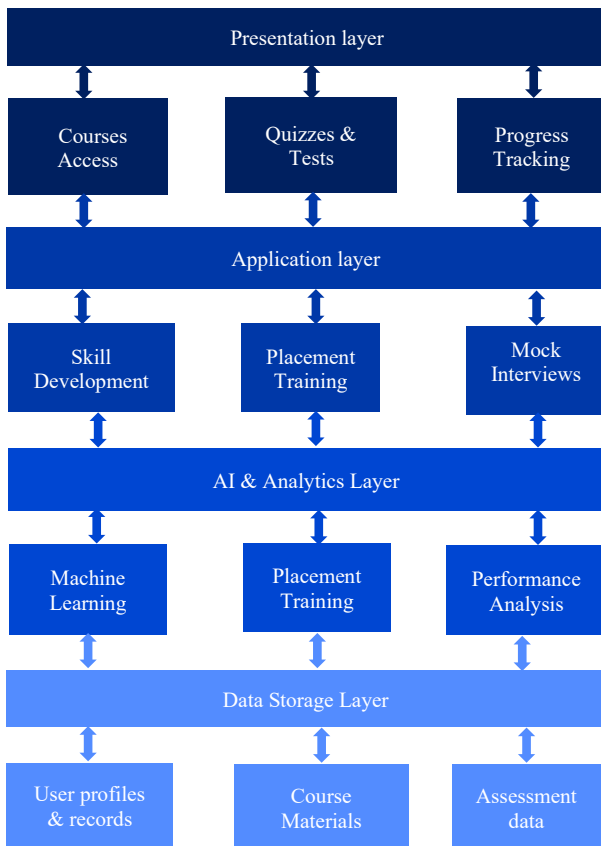 Presentation layer
Courses
Access
Quizzes &
Tests
Progress
Tracking
Application layer
Skill
Development
Placement
Training
Mock
Interviews
AI & Analytics Layer
Machine
Learning
Placement
Training
Performance
Analysis
Data Storage Layer
User profiles
& records
Course
Materials
Assessment
data